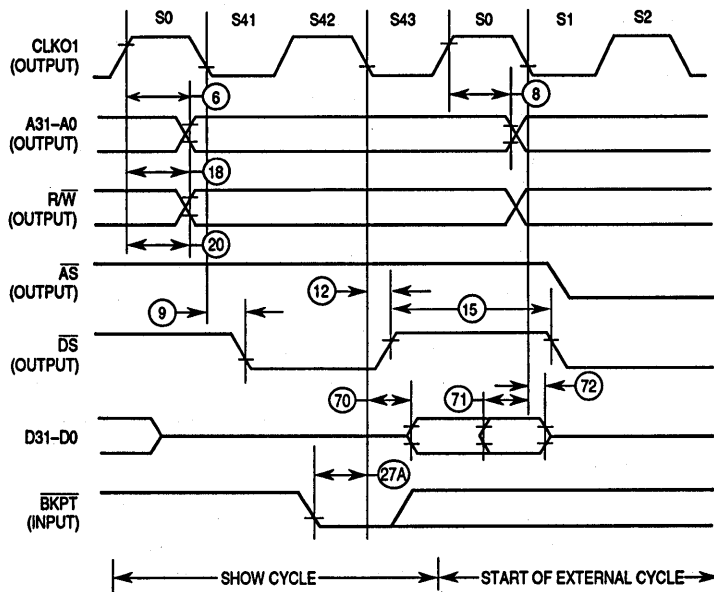 S0 S41 S42 S43 S0 S1 S2
CLKO1
(OUTPUT)
6 8
A31–A0
(OUTPUT)
18
R/W
(OUTPUT)
20
AS
(OUTPUT)
12
9 15
DS
(OUTPUT)
70 71 72
D31–D0
27A
BKPT
(INPUT)
SHOW CYCLE START OF EXTERNAL CYCLE